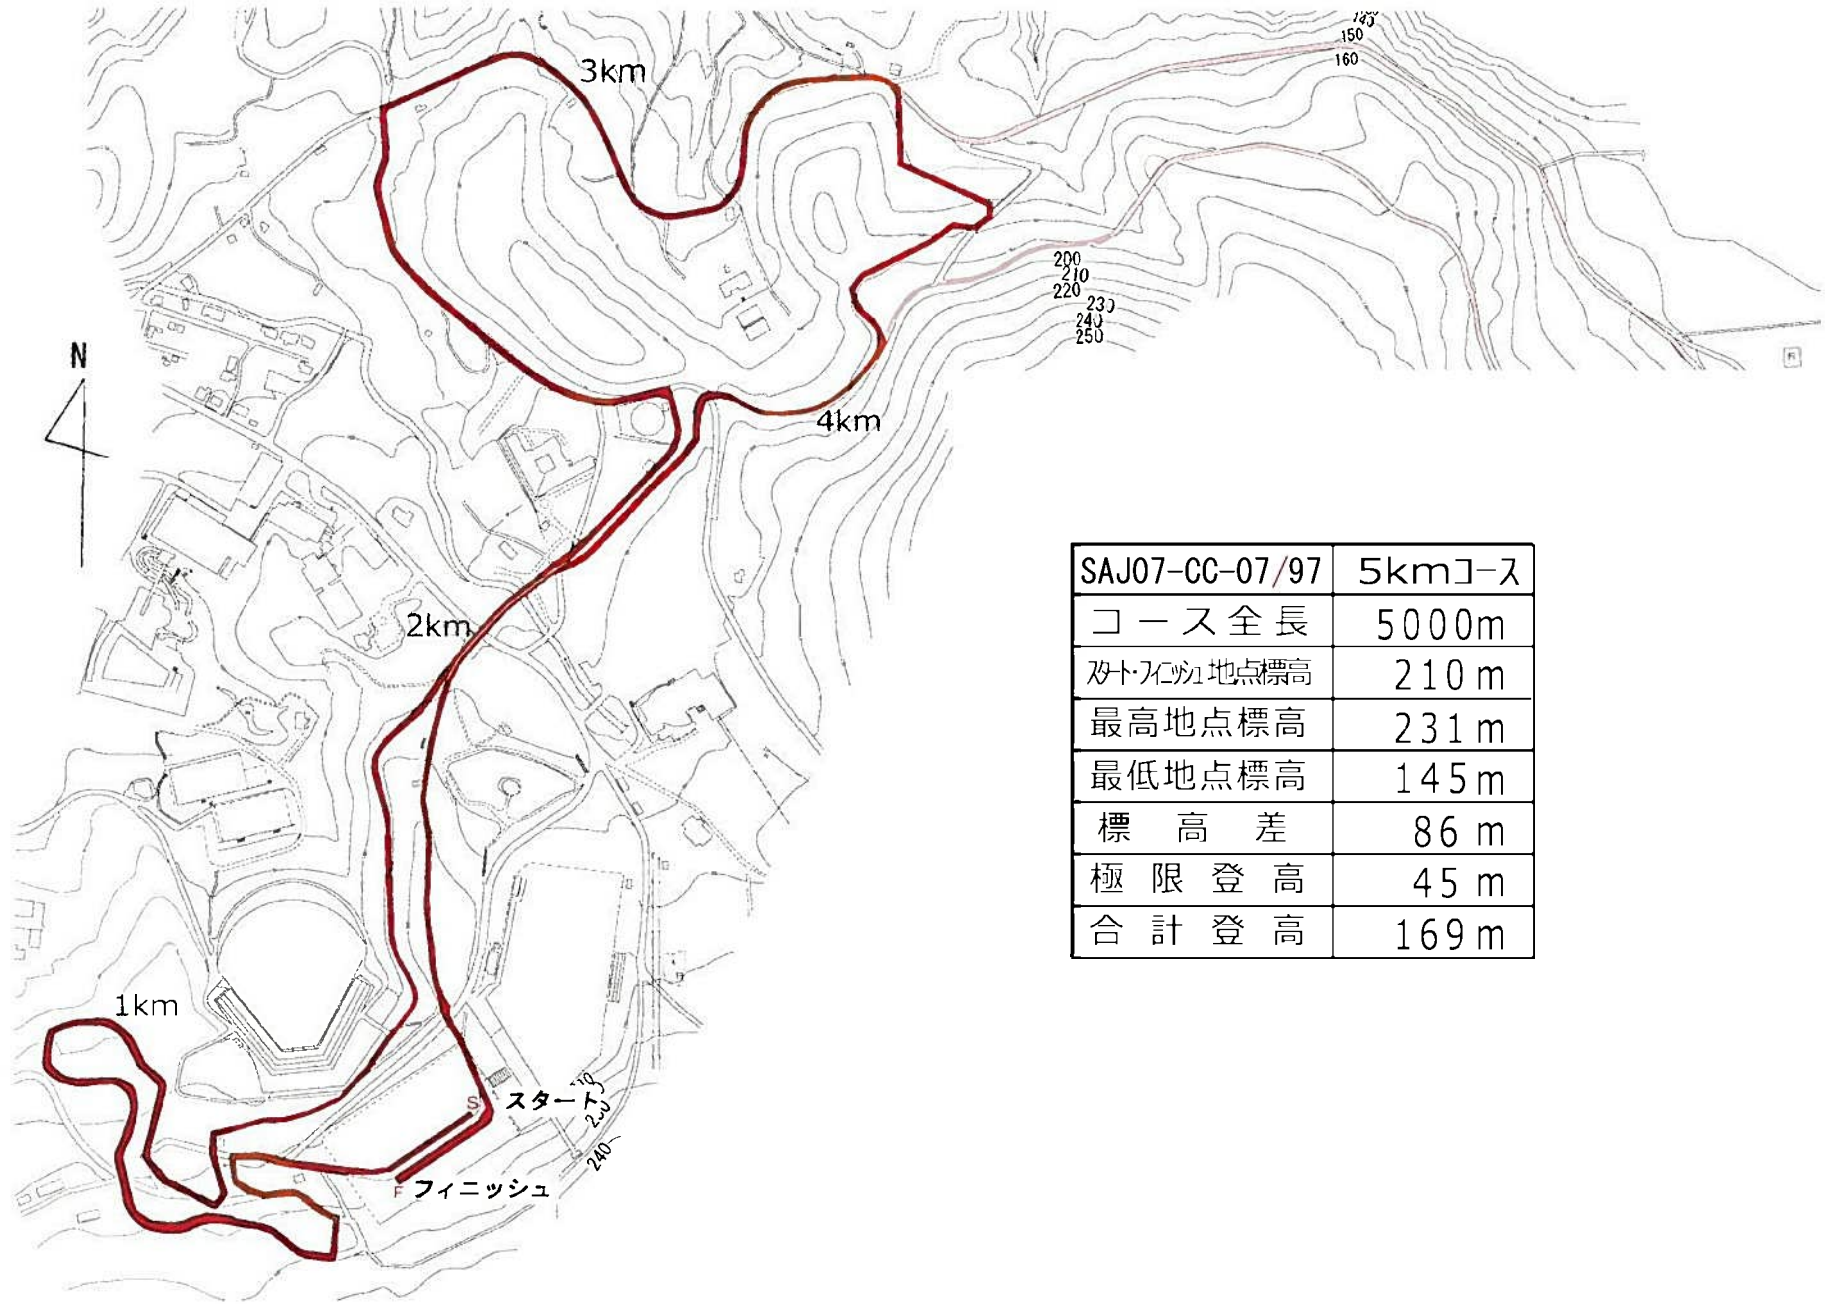 140
150
160
3km
200
210
220
230
240
250
N
4km
2km
SAJ07-CC-07/97 5kmコース
コース全長 5000m
スタート・フィニッシュ地点標高 210m
最高地点標高 231m
最低地点標高 145m
標高差 86m
極限登高 45m
合計登高 169m
1km
S スタート
240
F フィニッシュ